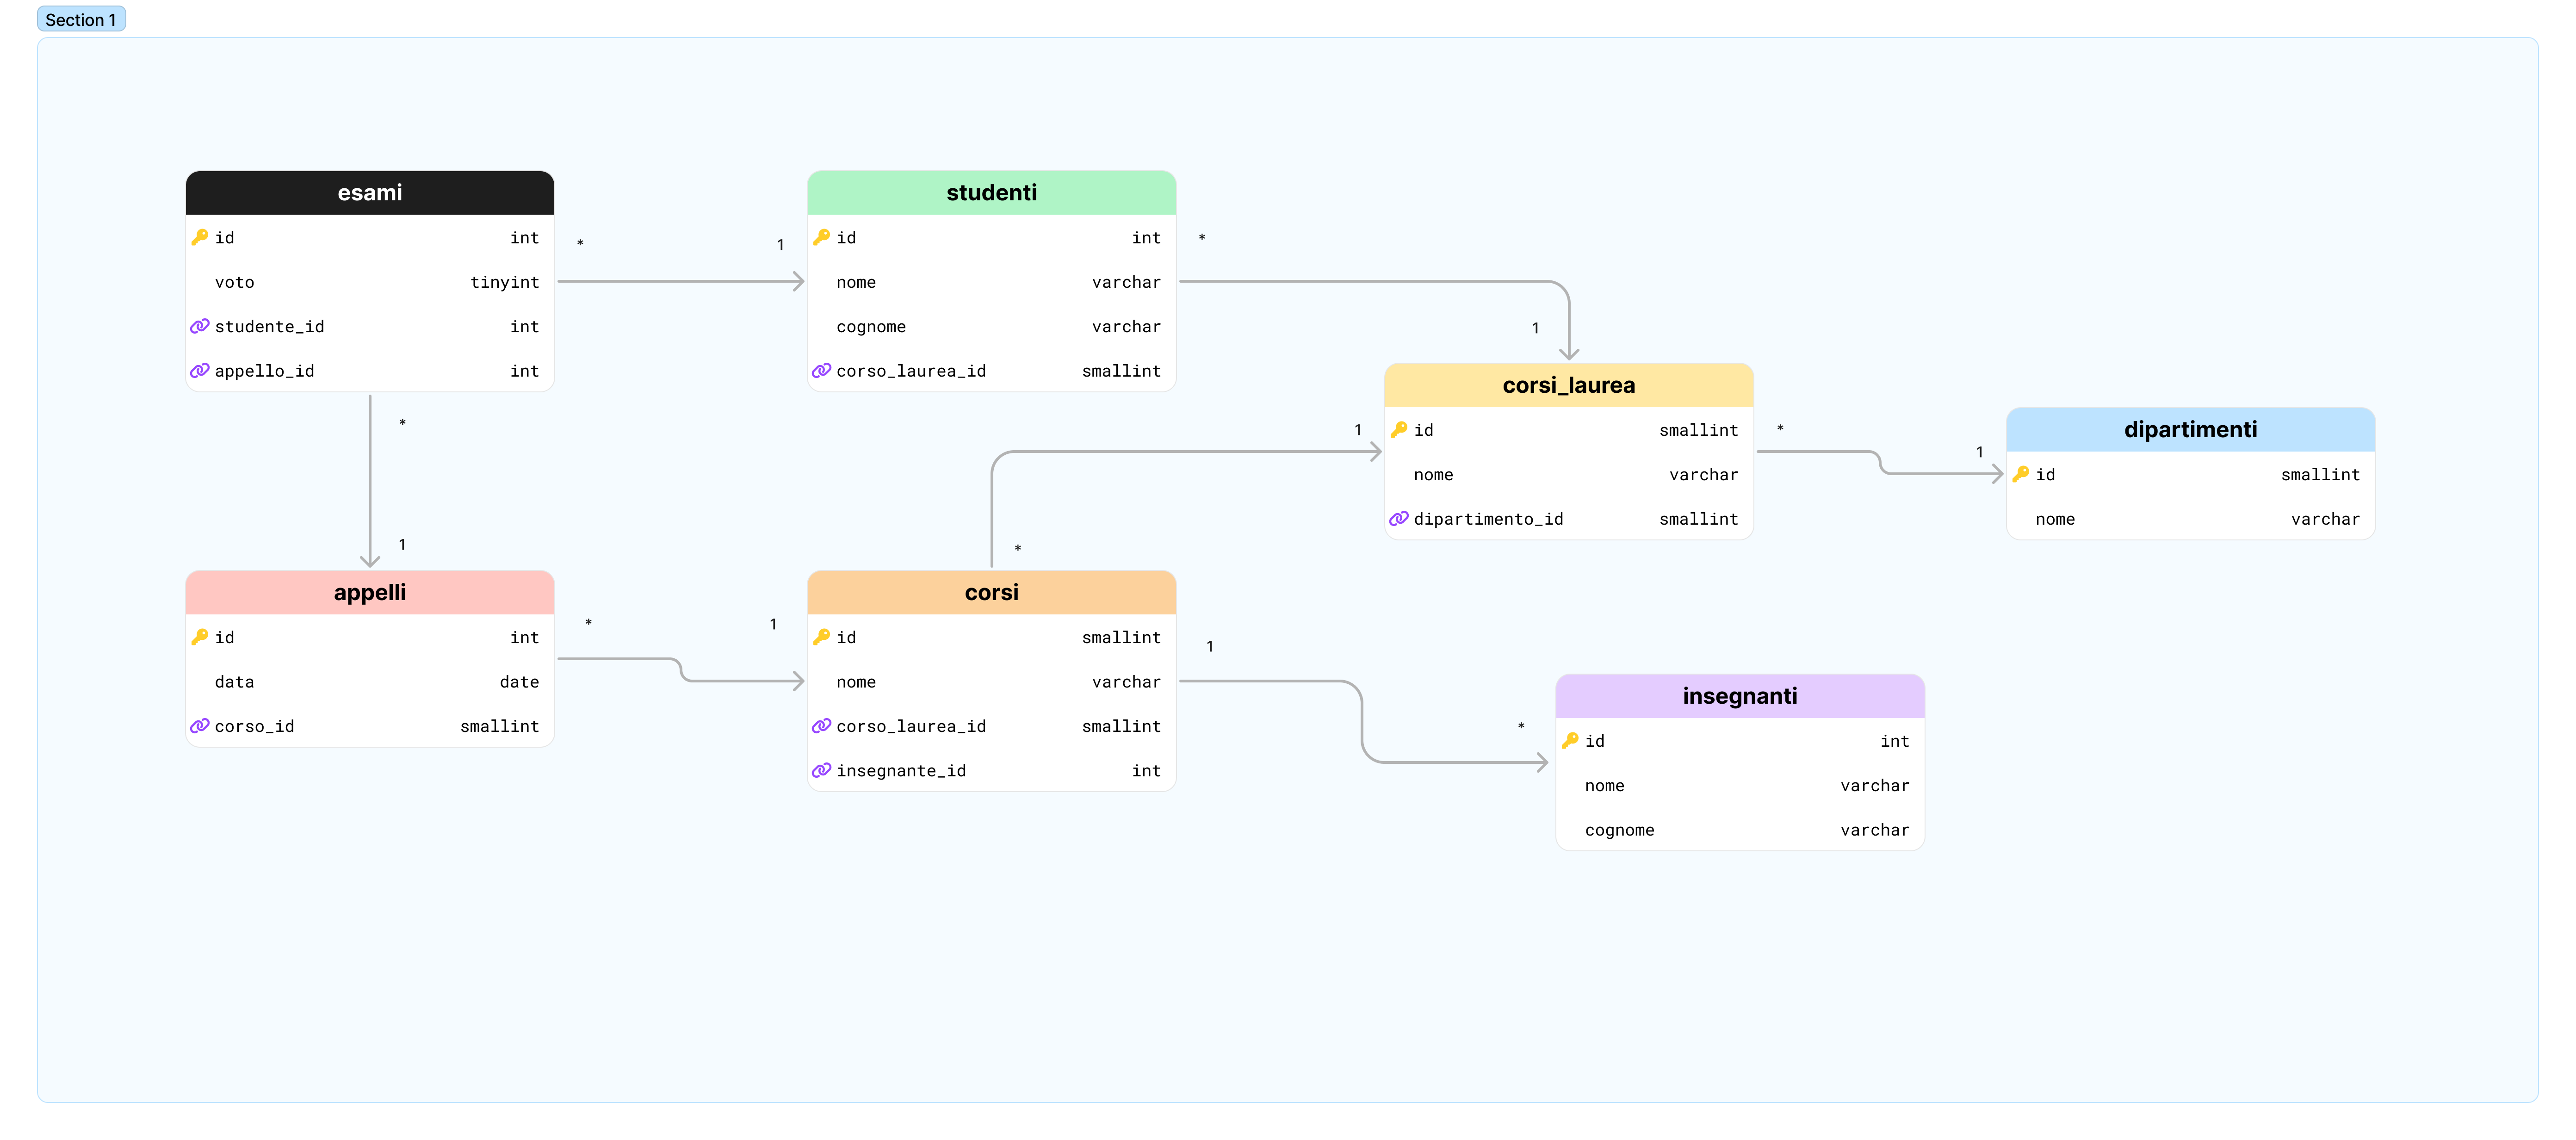 Section 1
esami
id int
voto tinyint
studente_id int
appello_id int
* 1
studenti
id int
nome varchar
cognome varchar
corso_laurea_id smallint
*
1
corsi_laurea
id smallint
nome varchar
dipartimento_id smallint
* 1
dipartimenti
id smallint
nome varchar
*
1
appelli
id int
data date
corso_id smallint
* 1
1
*
corsi
id smallint
nome varchar
corso_laurea_id smallint
insegnante_id int
1
*
insegnanti
id int
nome varchar
cognome varchar